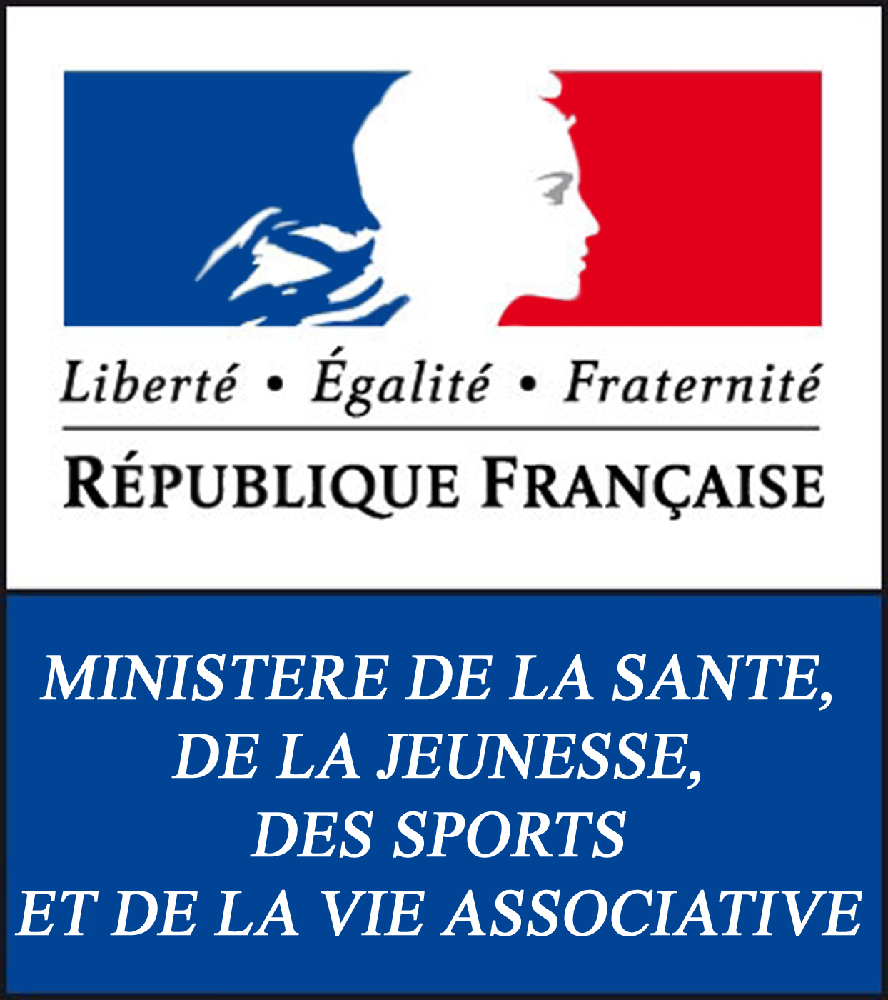 Liberté • Égalité • Fraternité
RÉPUBLIQUE FRANÇAISE
MINISTERE DE LA SANTE,
DE LA JEUNESSE,
DES SPORTS
ET DE LA VIE ASSOCIATIVE